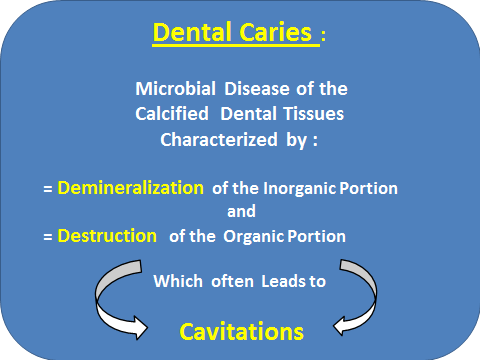 Dental Caries :
Microbial Disease of the
Calcified Dental Tissues
Characterized by :
= Demineralization of the Inorganic Portion
and
= Destruction of the Organic Portion
Which often Leads to
Cavitations